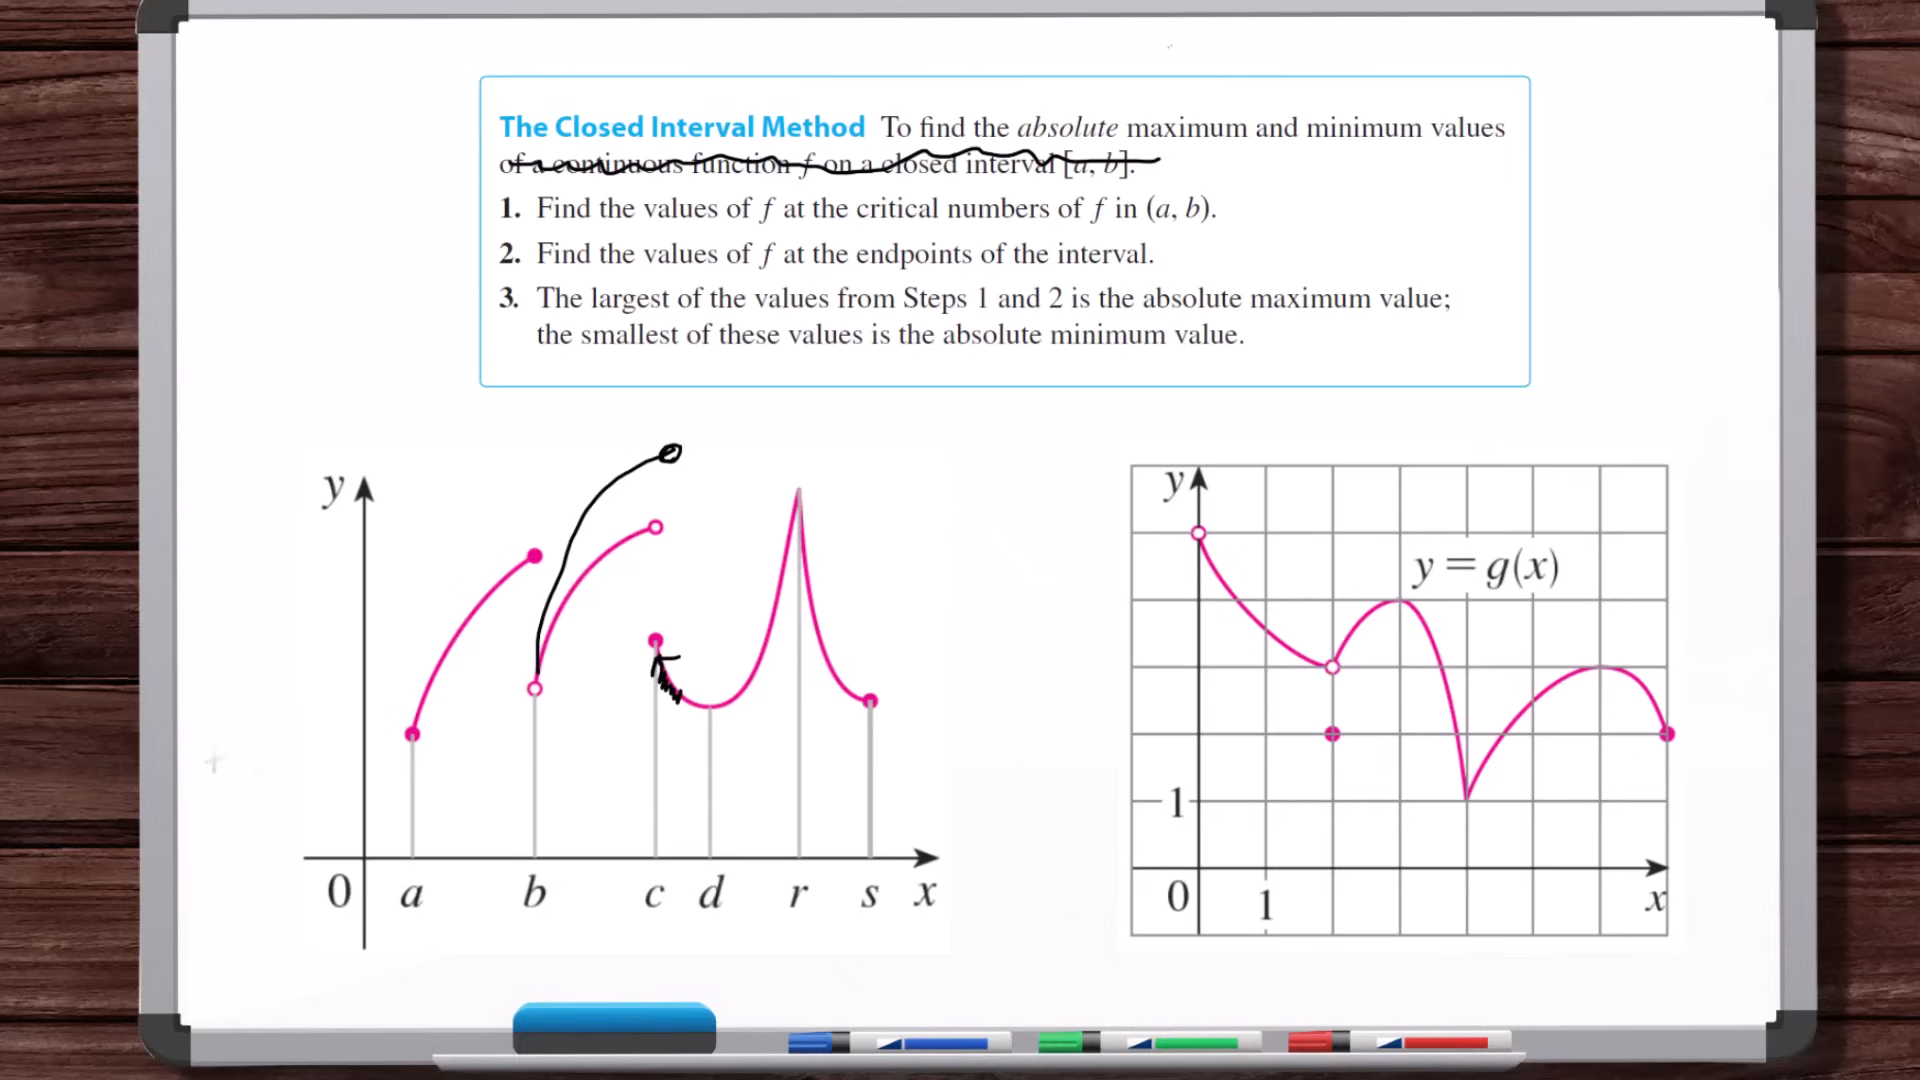 The Closed Interval Method To find the absolute maximum and minimum values
of a continuous function f on a closed interval [a, b]:
1. Find the values of f at the critical numbers of f in (a, b).
2. Find the values of f at the endpoints of the interval.
3. The largest of the values from Steps 1 and 2 is the absolute maximum value;
the smallest of these values is the absolute minimum value.
y
0 a b c d r s x
y
y = g(x)
1
0 1 x